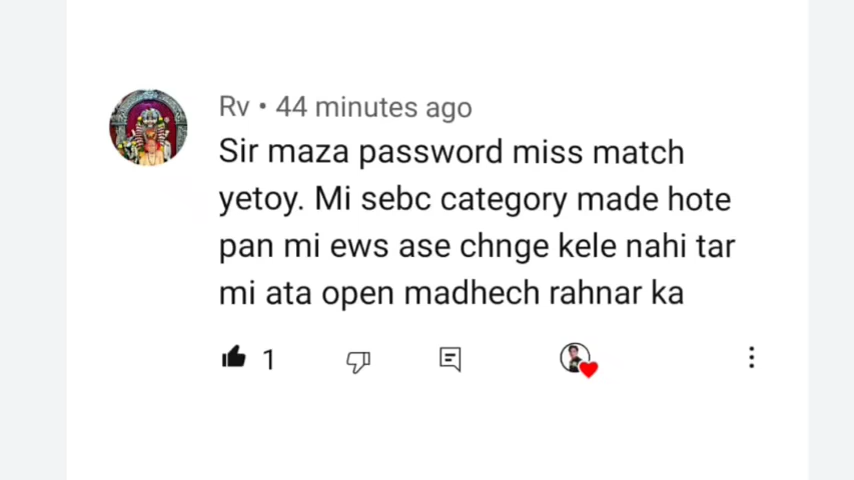 Rv • 44 minutes ago
Sir maza password miss match
yetoy. Mi sebc category made hote
pan mi ews ase chnge kele nahi tar
mi ata open madhech rahnar ka
1